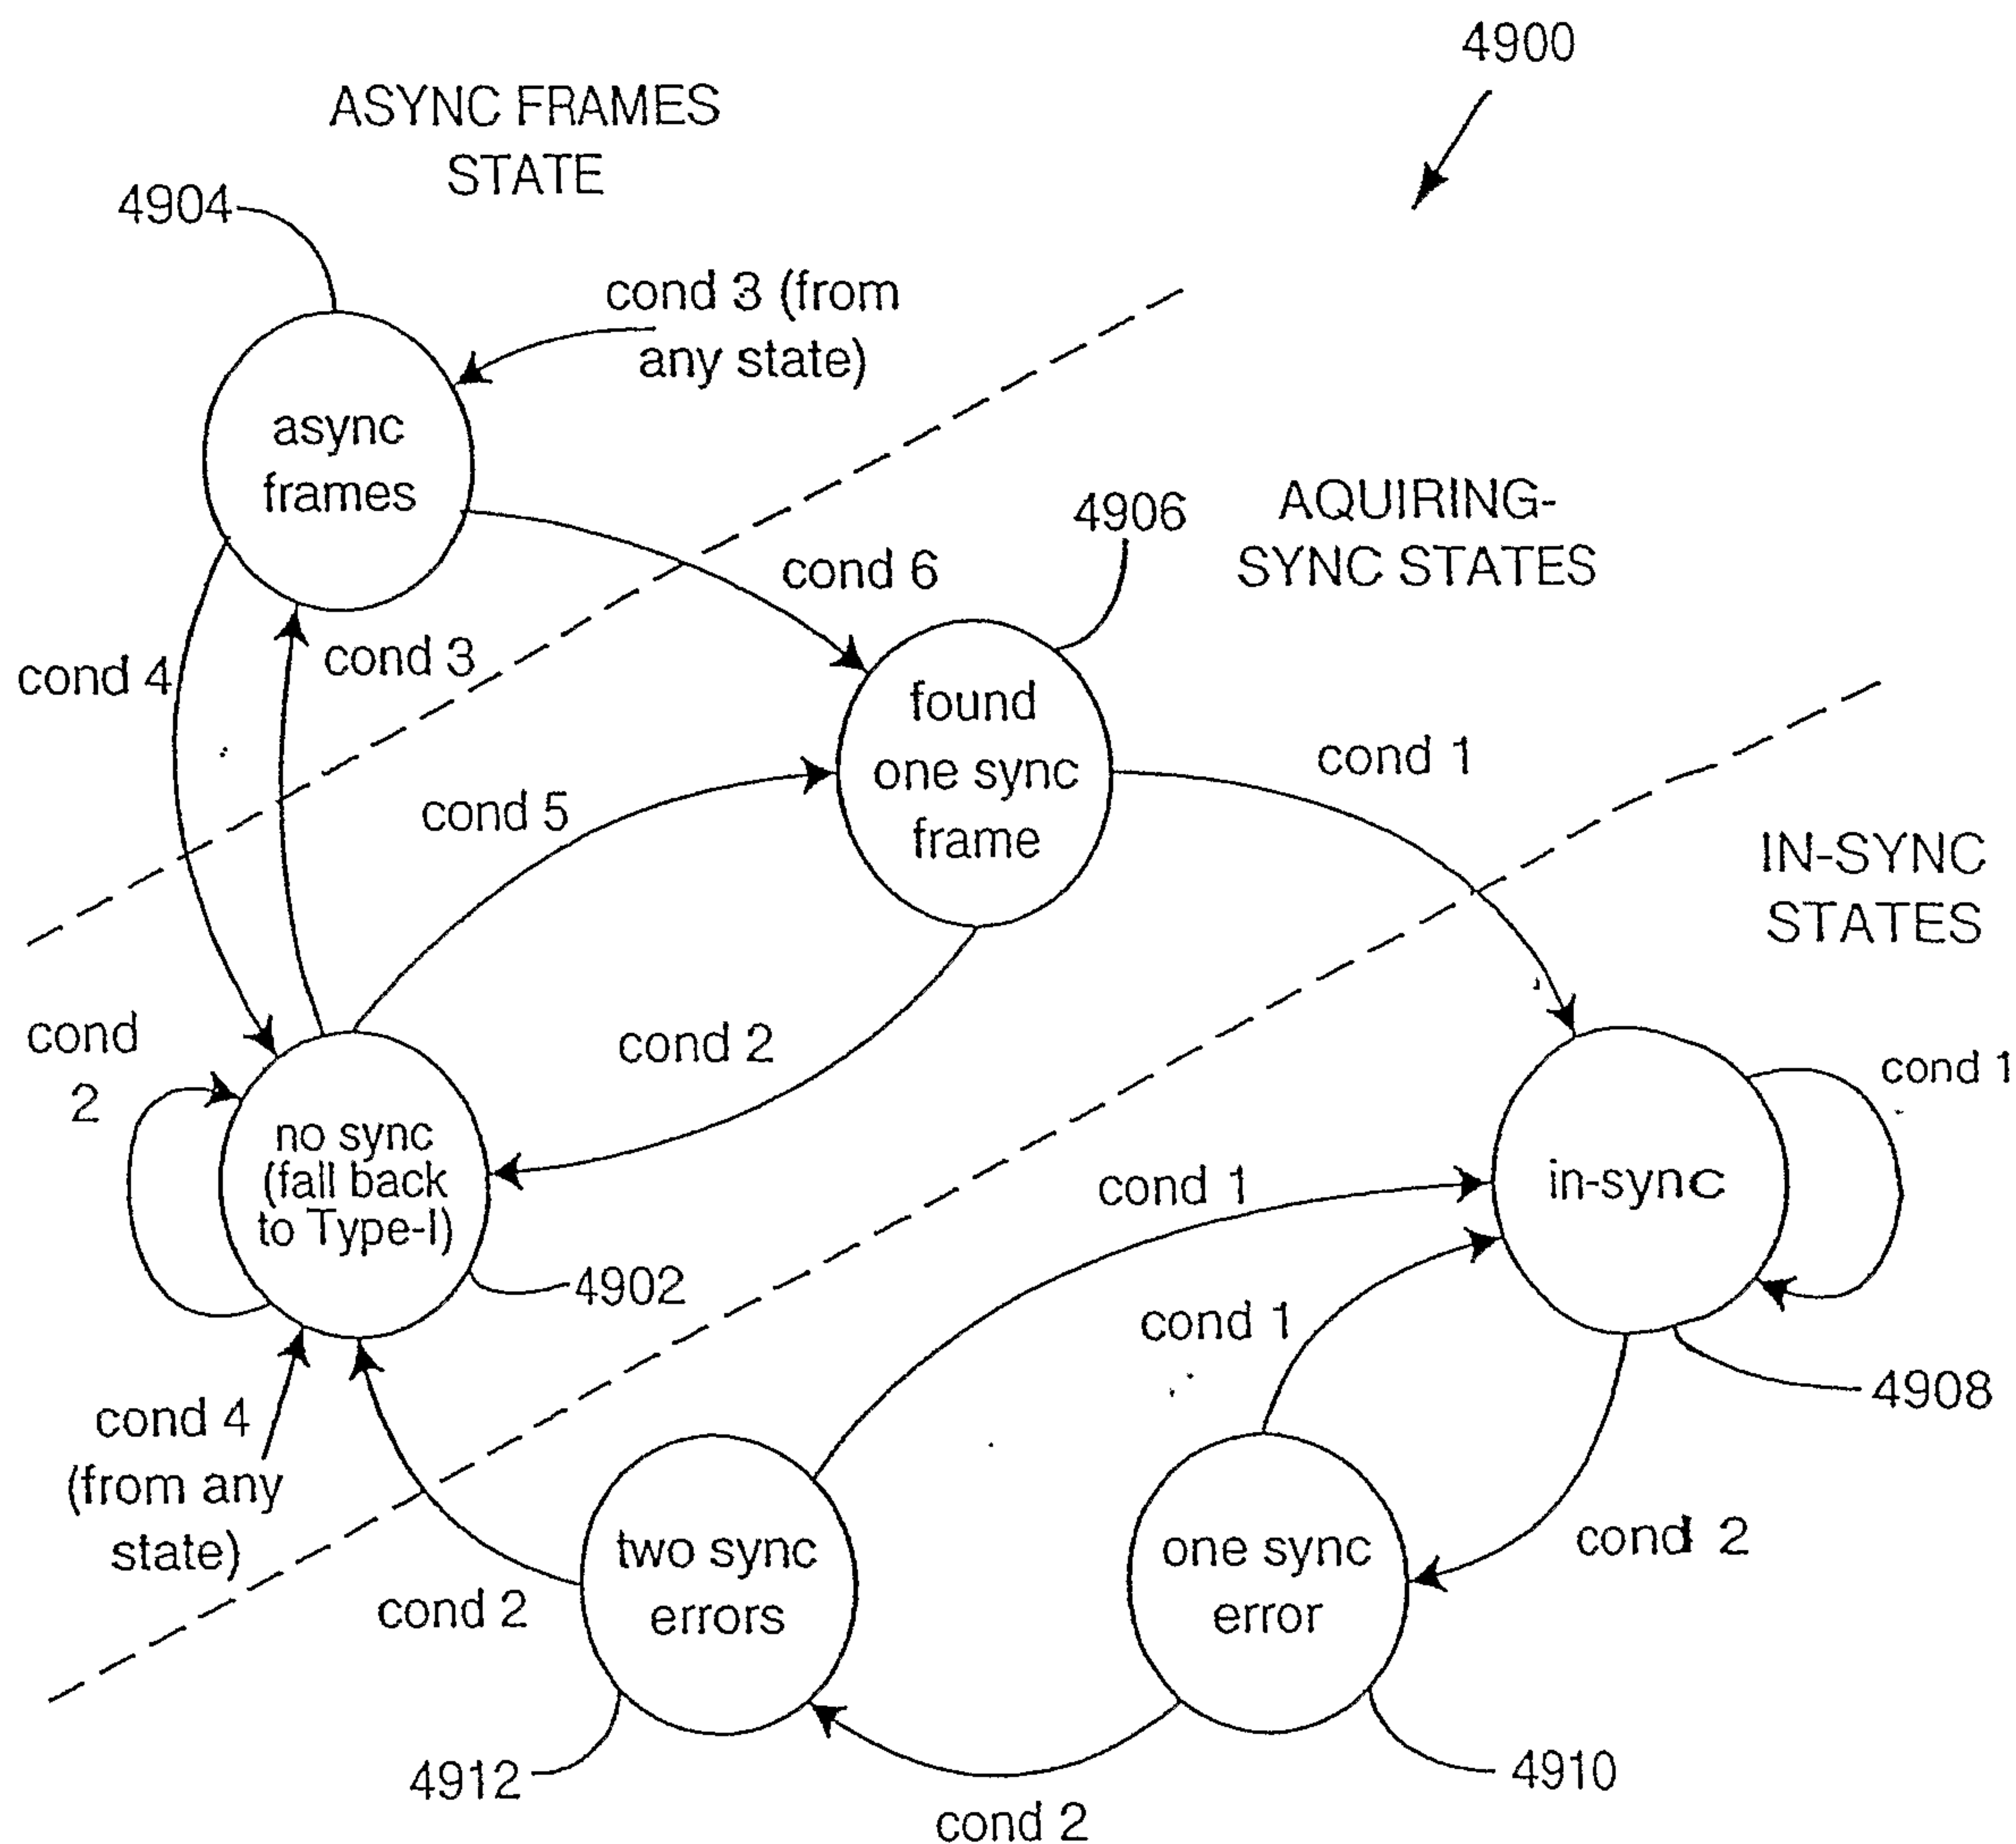 4900
ASYNC FRAMES
STATE
4904
cond 3 (from
any state)
async
frames
4906
AQUIRING-
SYNC STATES
cond 6
cond 4
cond 3
found
one sync
frame
cond 1
cond 5
IN-SYNC
STATES
cond
2
cond 2
cond 1
no sync
(fall back
to Type-I)
cond 1
in-sync
4902
cond 1
4908
cond 4
(from any
state)
two sync
errors
one sync
error
cond 2
cond 2
4912
4910
cond 2